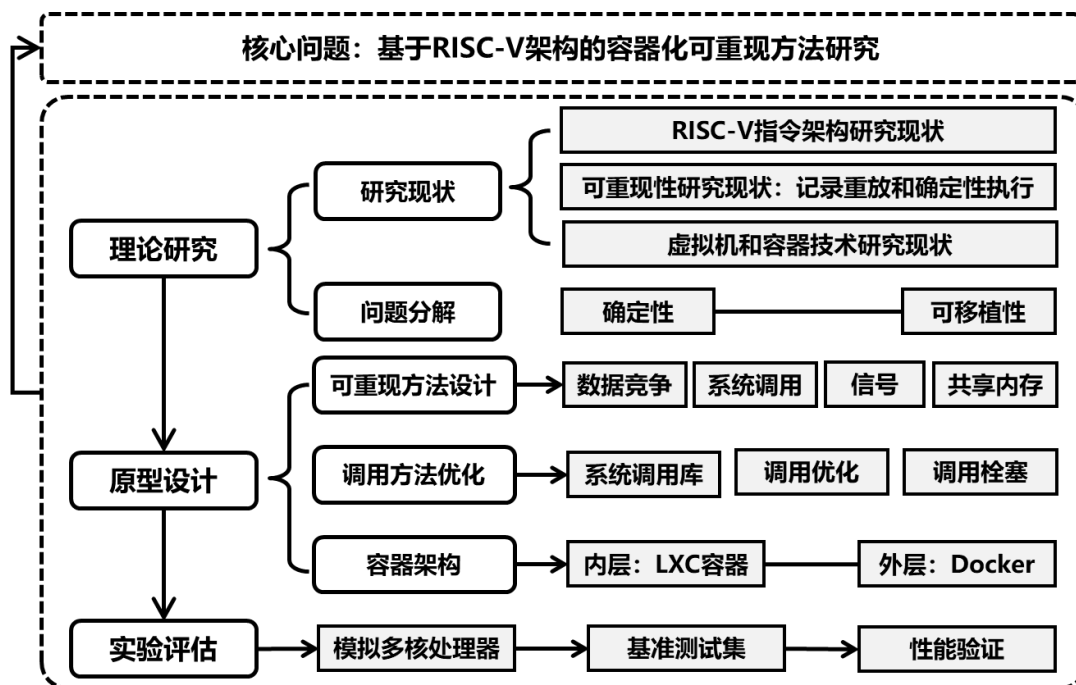 核心问题：基于RISC-V架构的容器化可重现方法研究
RISC-V指令架构研究现状
研究现状
可重现性研究现状：记录重放和确定性执行
理论研究
虚拟机和容器技术研究现状
问题分解
确定性
可移植性
可重现方法设计
数据竞争
系统调用
信号
共享内存
原型设计
调用方法优化
系统调用库
调用优化
调用栓塞
容器架构
内层：LXC容器
外层：Docker
实验评估
模拟多核处理器
基准测试集
性能验证